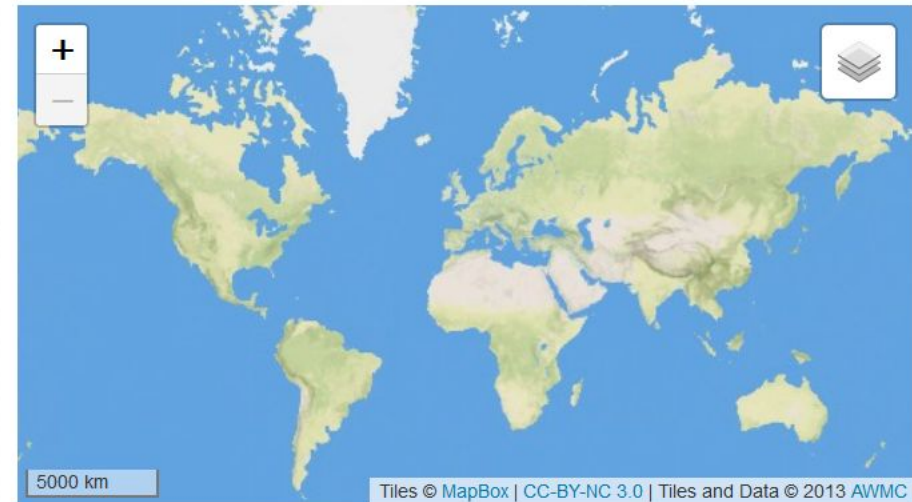 +
−
5000 km
Tiles © MapBox | CC-BY-NC 3.0 | Tiles and Data © 2013 AWMC